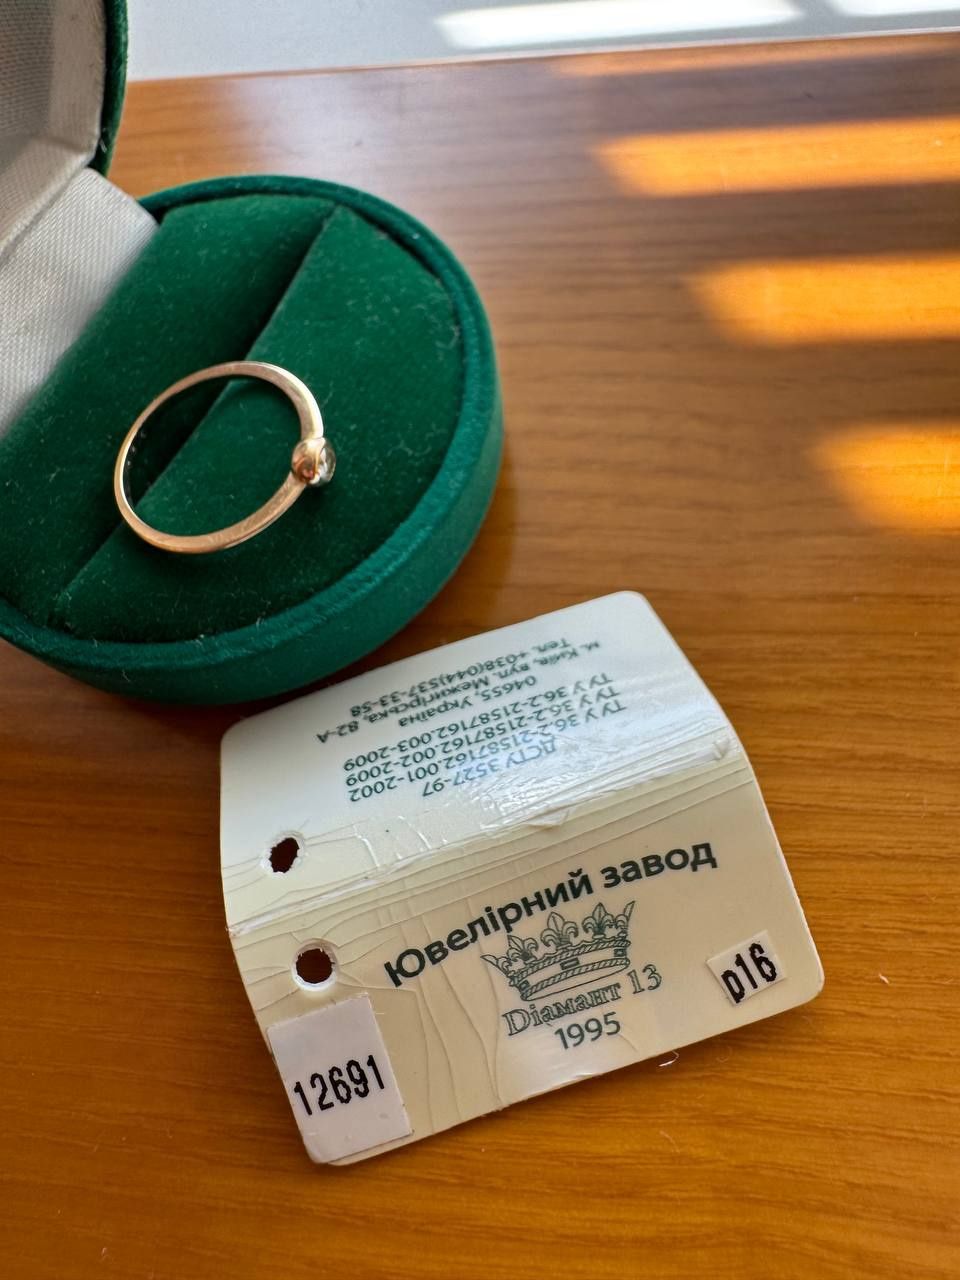 ДСТУ 3527-97
ТУ У 36.2-21587162.001-2002
ТУ У 36.2-21587162.002-2009
ТУ У 36.2-21587162.003-2009
04655, Україна
м. Київ, вул. Межигірська, 82-А
Тел. +038(044)537-33-58
Ювелірний завод
Diамант 13
1995
р16
12691